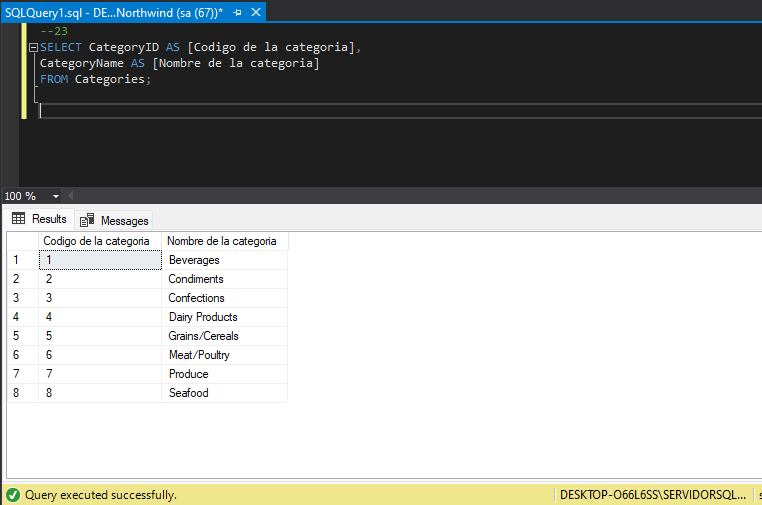 SQLQuery1.sql - DE...Northwind (sa (67))*
--23
SELECT CategoryID AS [Codigo de la categoria],
CategoryName AS [Nombre de la categoria]
FROM Categories;
100 %
Results Messages
Codigo de la categoria Nombre de la categoria
1 1 Beverages
2 2 Condiments
3 3 Confections
4 4 Dairy Products
5 5 Grains/Cereals
6 6 Meat/Poultry
7 7 Produce
8 8 Seafood
Query executed successfully. DESKTOP-O66L6SS\SERVIDORSQL... s